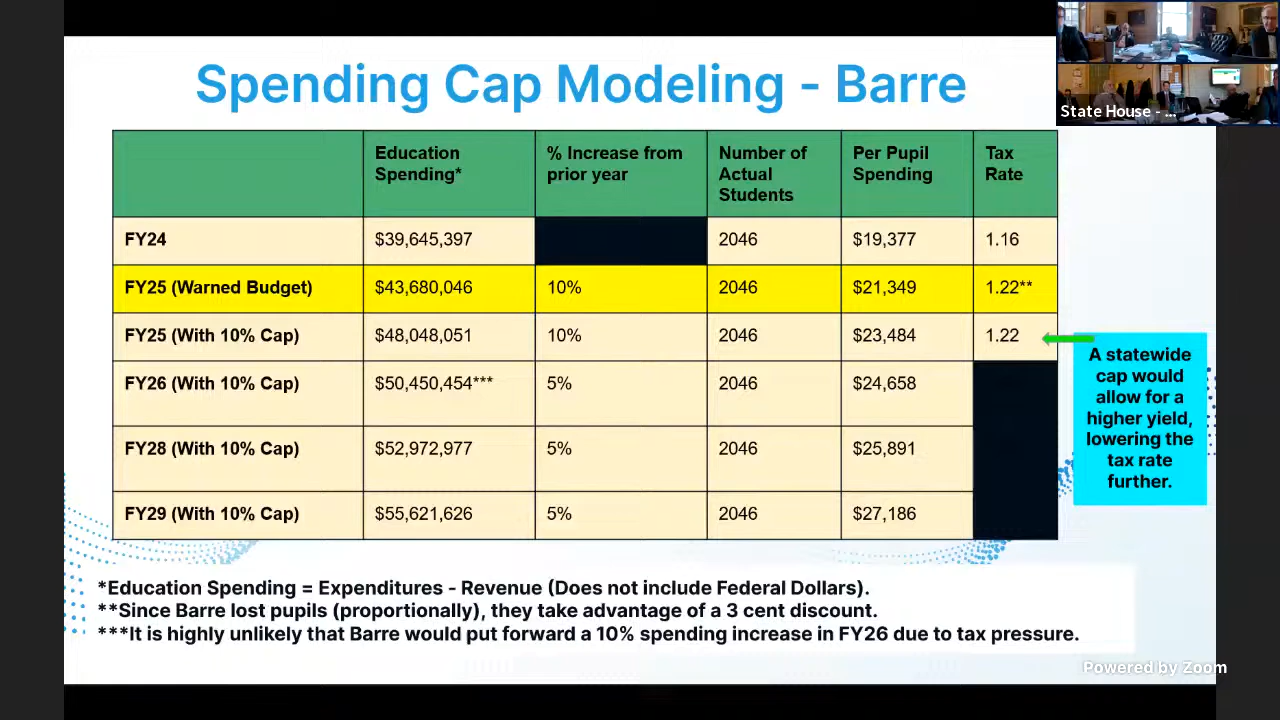 Spending Cap Modeling - Barre
State House - ...
Education Spending* % Increase from prior year Number of Actual Students Per Pupil Spending Tax Rate
FY24 $39,645,397 2046 $19,377 1.16
FY25 (Warned Budget) $43,680,046 10% 2046 $21,349 1.22**
FY25 (With 10% Cap) $48,048,051 10% 2046 $23,484 1.22
FY26 (With 10% Cap) $50,450,454*** 5% 2046 $24,658
FY28 (With 10% Cap) $52,972,977 5% 2046 $25,891
FY29 (With 10% Cap) $55,621,626 5% 2046 $27,186
A statewide
cap would
allow for a
higher yield,
lowering the
tax rate
further.
*Education Spending = Expenditures - Revenue (Does not include Federal Dollars).
**Since Barre lost pupils (proportionally), they take advantage of a 3 cent discount.
***It is highly unlikely that Barre would put forward a 10% spending increase in FY26 due to tax pressure.
Powered by Zoom